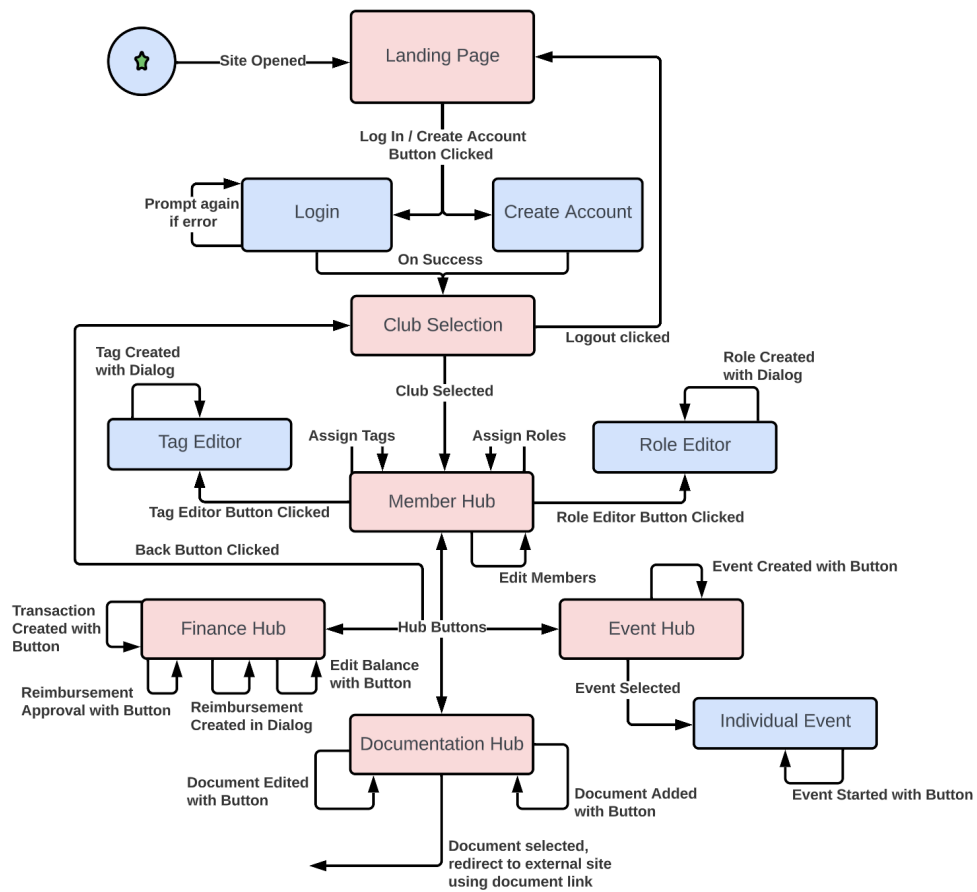 Site Opened
Landing Page
Log In / Create Account
Button Clicked
Prompt again
if error
Login
Create Account
On Success
Club Selection
Logout clicked
Tag Created
with Dialog
Club Selected
Role Created
with Dialog
Tag Editor
Assign Tags
Assign Roles
Role Editor
Member Hub
Tag Editor Button Clicked
Role Editor Button Clicked
Back Button Clicked
Edit Members
Event Created with Button
Transaction
Created with
Button
Finance Hub
Hub Buttons
Event Hub
Edit Balance
with Button
Reimbursement
Approval with Button
Reimbursement
Created in Dialog
Event Selected
Individual Event
Documentation Hub
Document Edited
with Button
Document Added
with Button
Event Started with Button
Document selected,
redirect to external site
using document link